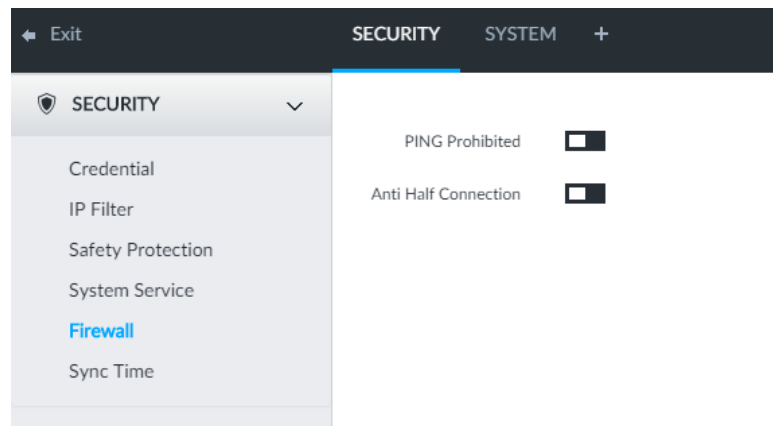 Exit
SECURITY
SYSTEM
+
SECURITY
Credential
IP Filter
Safety Protection
System Service
Firewall
Sync Time
PING Prohibited
Anti Half Connection